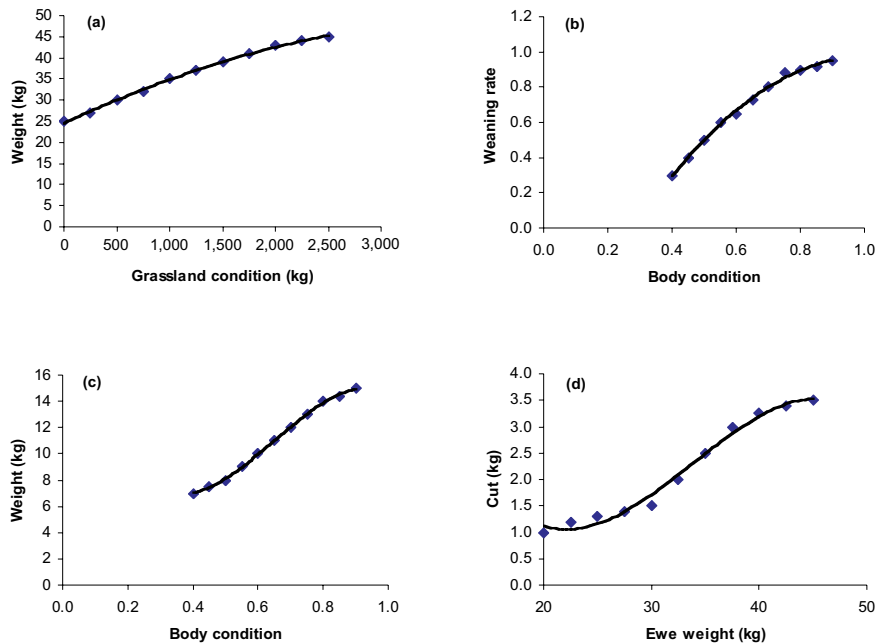 (a)
50
45
40
35
30
25
20
15
10
5
0
Weight (kg)
0 500 1,000 1,500 2,000 2,500 3,000
Grassland condition (kg)
(b)
1.2
1.0
0.8
0.6
0.4
0.2
0.0
Weaning rate
0.0 0.2 0.4 0.6 0.8 1.0
Body condition
(c)
16
14
12
10
8
6
4
2
0
Weight (kg)
0.0 0.2 0.4 0.6 0.8 1.0
Body condition
(d)
4.0
3.5
3.0
2.5
2.0
1.5
1.0
0.5
0.0
Cut (kg)
20 30 40 50
Ewe weight (kg)